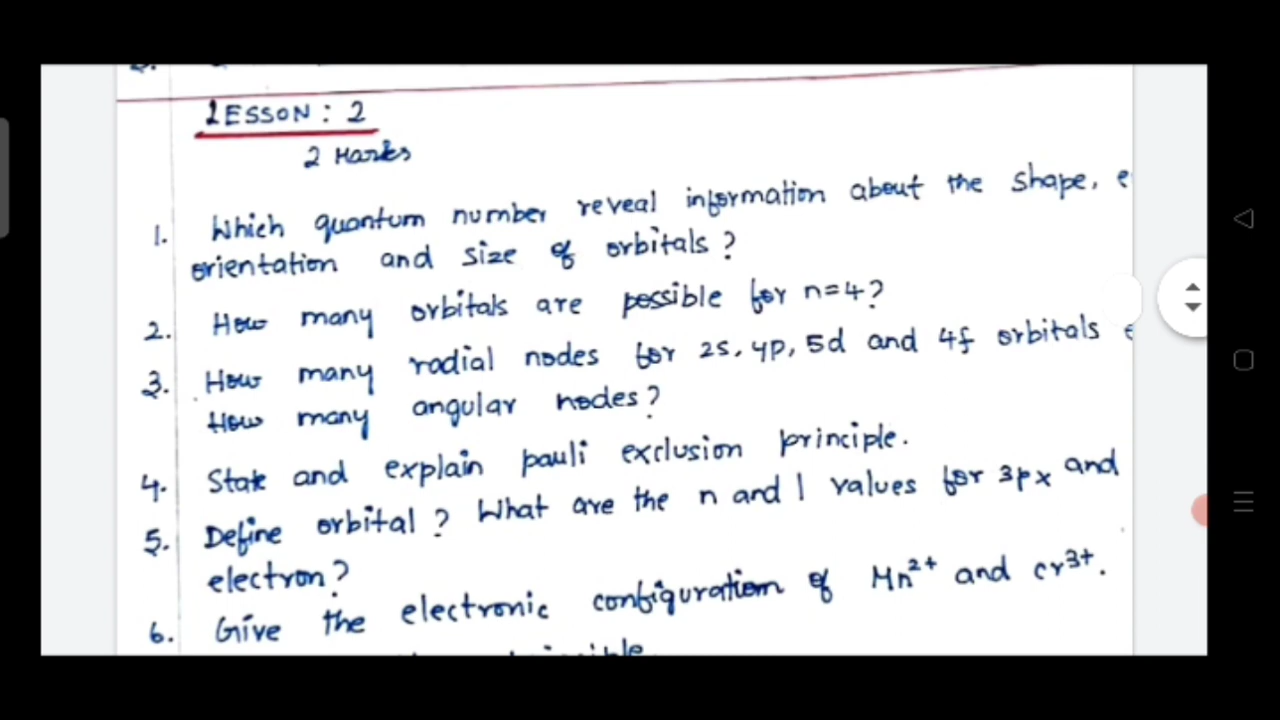 LESSON : 2
2 Marks
1. Which quantum number reveal information about the shape, e
orientation and size of orbitals ?
2. How many orbitals are possible for n=4?
3. How many radial nodes for 2s, 4p, 5d and 4f orbitals e
How many angular nodes?
4. State and explain pauli exclusion principle.
5. Define orbital ? What are the n and l values for 3px and
electron?
6. Give the electronic configuration of Mn²⁺ and cr³⁺.